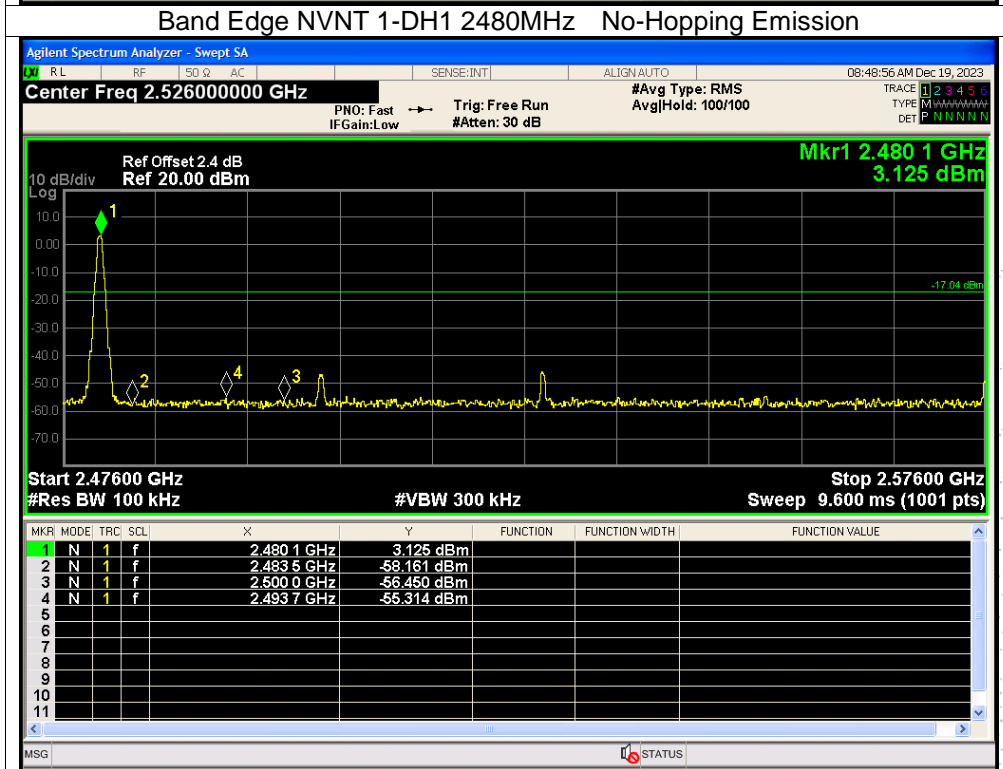 Band Edge NVNT 1-DH1 2480MHz No-Hopping Emission
Agilent Spectrum Analyzer - Swept SA
LXI RL RF 50 Ω AC SENSE:INT ALIGN AUTO 08:48:56 AM Dec 19, 2023
Center Freq 2.526000000 GHz #Avg Type: RMS TRACE 1 2 3 4 5 6
PNO: Fast Trig: Free Run Avg|Hold: 100/100 TYPE M
IFGain:Low #Atten: 30 dB DET P N N N N N
Mkr1 2.480 1 GHz
3.125 dBm
Ref Offset 2.4 dB
10 dB/div Ref 20.00 dBm
Log
10.0
0.00
-10.0
-20.0
-30.0
-40.0
-50.0
-60.0
-70.0
1
-17.04 dBm
2
4
3
Start 2.47600 GHz Stop 2.57600 GHz
#Res BW 100 kHz #VBW 300 kHz Sweep 9.600 ms (1001 pts)
MKR MODE TRC SCL X Y FUNCTION FUNCTION WIDTH FUNCTION VALUE
1 N 1 f 2.480 1 GHz 3.125 dBm
2 N 1 f 2.483 5 GHz -58.161 dBm
3 N 1 f 2.500 0 GHz -56.450 dBm
4 N 1 f 2.493 7 GHz -55.314 dBm
5
6
7
8
9
10
11
MSG STATUS